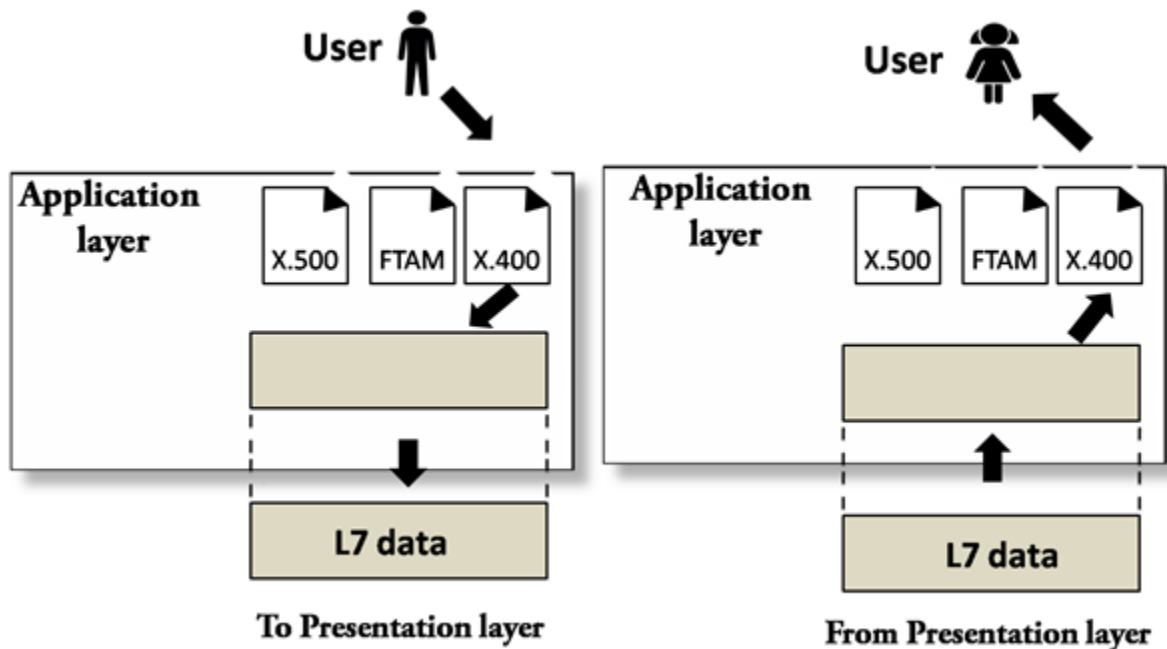 User
Application
layer
X.500 FTAM X.400
L7 data
To Presentation layer
User
Application
layer
X.500 FTAM X.400
L7 data
From Presentation layer